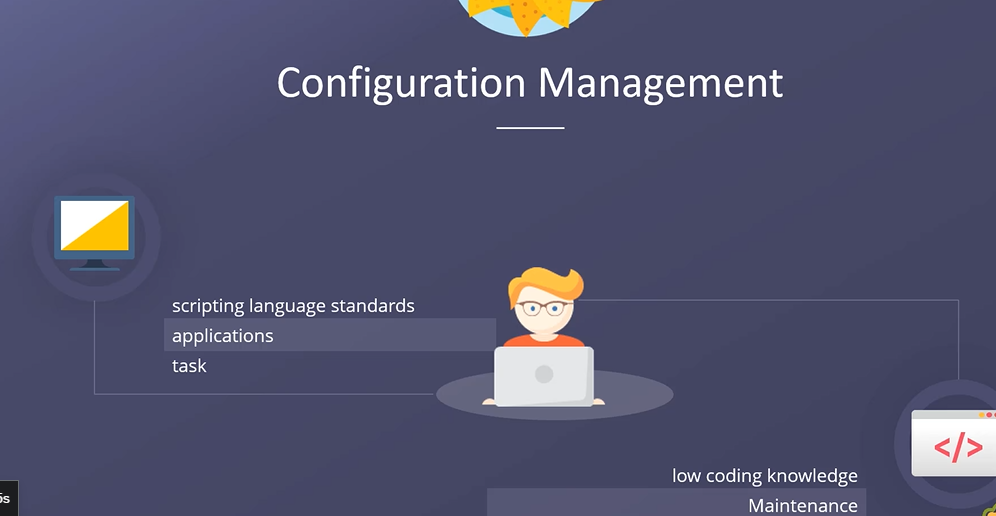 Configuration Management
scripting language standards
applications
task
</>
low coding knowledge
Maintenance